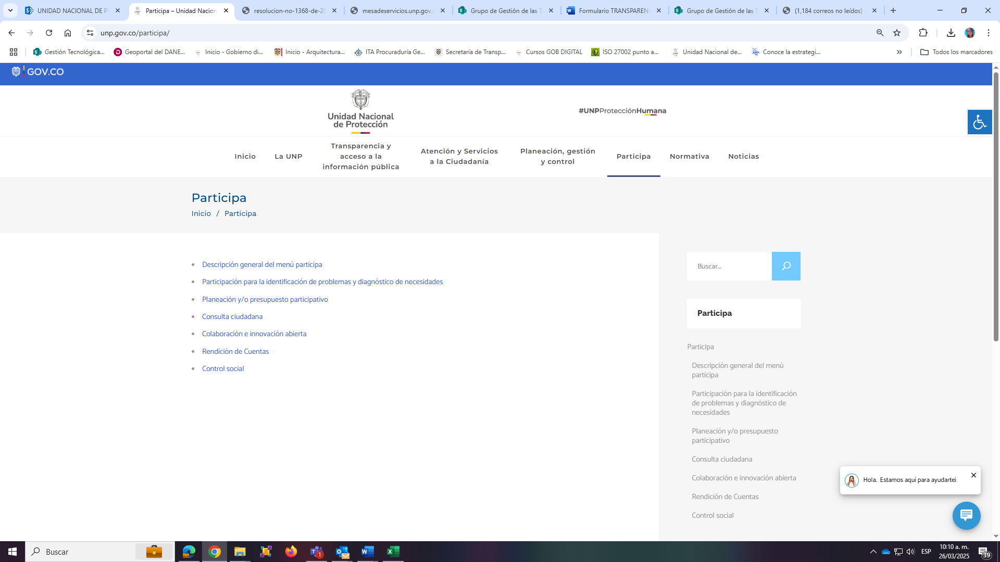 UNIDAD NACIONAL DE P
Participa – Unidad Nacion
resolucion-no-1368-de-20
mesadeservicios.unp.gov.c
Grupo de Gestión de las T
Formulario TRANSPARENC
Grupo de Gestión de las T
(1,184 correos no leídos)
unp.gov.co/participa/
Gestión Tecnológica...
Geoportal del DANE...
Inicio - Gobierno di...
Inicio - Arquitectura...
ITA Procuraduría Ge...
Secretaría de Transp...
Cursos GOB DIGITAL
ISO 27002 punto a...
Unidad Nacional de...
Conoce la estrategi...
Todos los marcadores
GOV.CO
Unidad Nacional
de Protección
#UNPProtecciónHumana
Inicio
La UNP
Transparencia y
acceso a la
información pública
Atención y Servicios
a la Ciudadanía
Planeación, gestión
y control
Participa
Normativa
Noticias
Participa
Inicio / Participa
Descripción general del menú participa
Participación para la identificación de problemas y diagnóstico de necesidades
Planeación y/o presupuesto participativo
Consulta ciudadana
Colaboración e innovación abierta
Rendición de Cuentas
Control social
Buscar...
Participa
Participa
Descripción general del menú
participa
Participación para la identificación
de problemas y diagnóstico de
necesidades
Planeación y/o presupuesto
participativo
Consulta ciudadana
Colaboración e innovación abierta
Rendición de Cuentas
Control social
Hola. Estamos aquí para ayudarte¡
Buscar
1
ESP
10:10 a. m.
26/03/2025
39